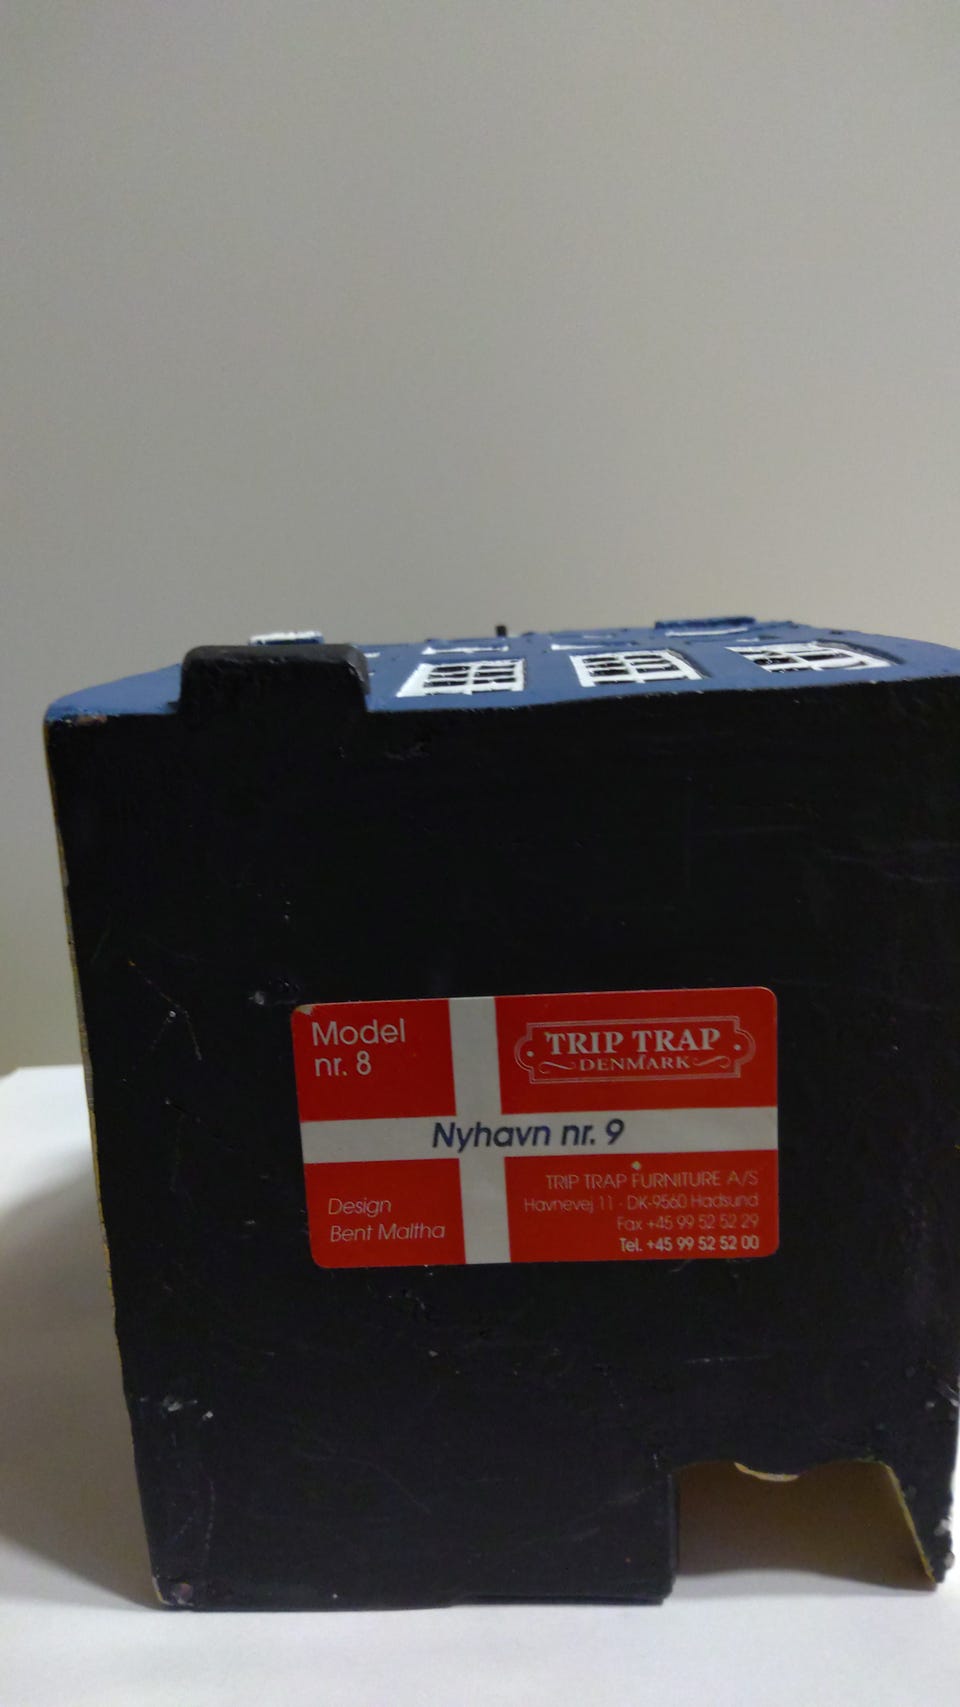 Model
nr. 8
TRIP TRAP
DENMARK
Nyhavn nr. 9
Design
Bent Maltha
TRIP TRAP FURNITURE A/S
Havnevej 11 - DK-9560 Hadsund
Fax +45 99 52 52 29
Tel. +45 99 52 52 00